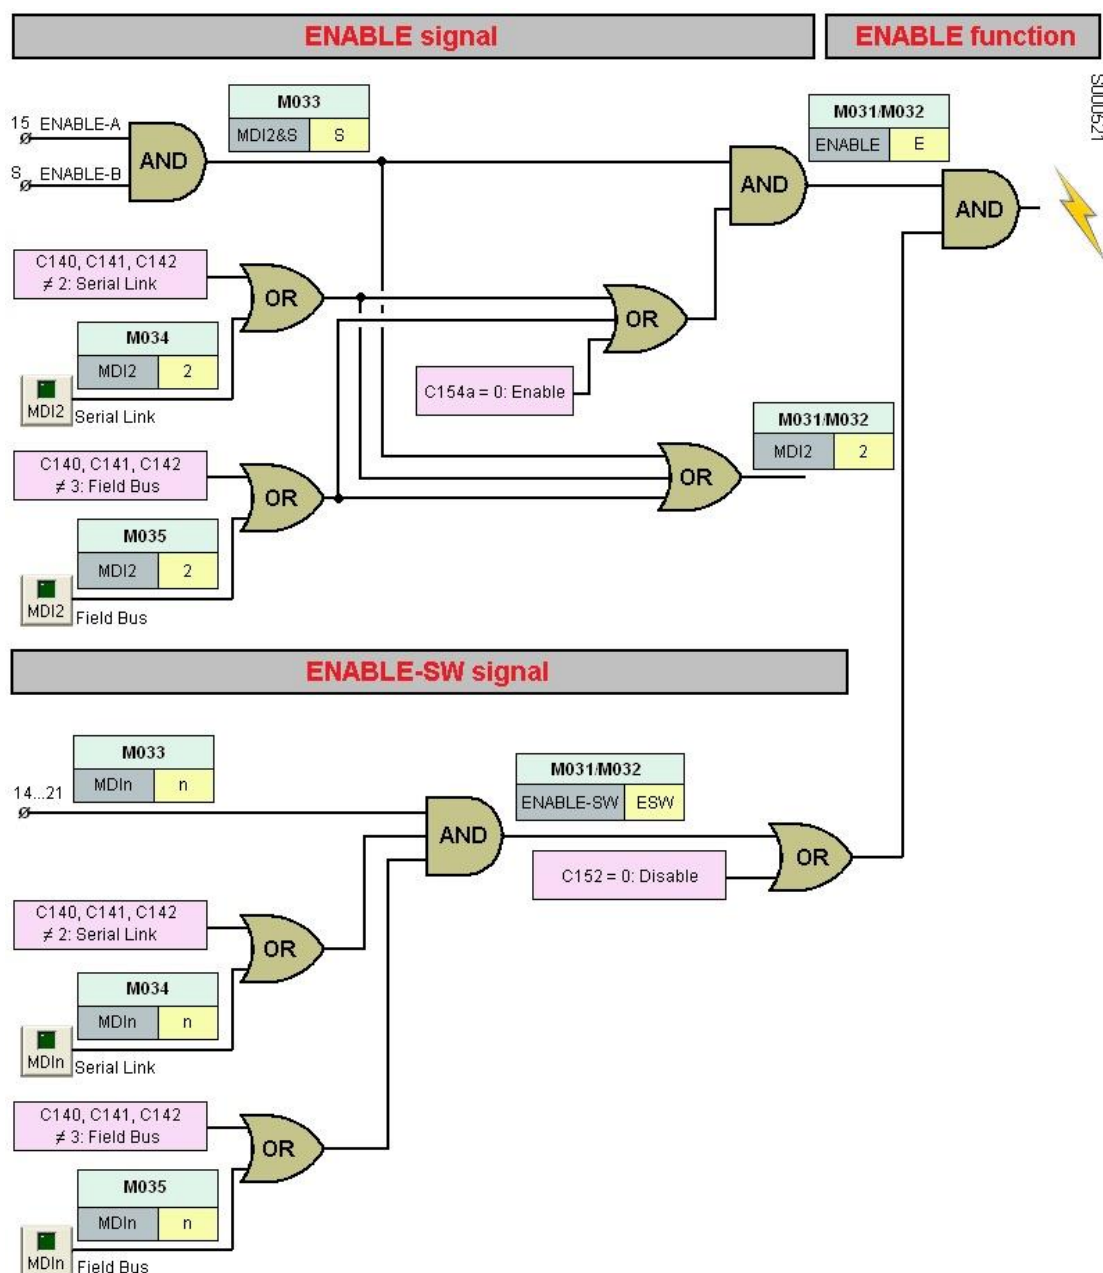 ENABLE signal
ENABLE function
S000521
M033
MDI2&S S
15 ENABLE-A
AND
S ENABLE-B
M031/M032
ENABLE E
AND
AND
C140, C141, C142
≠ 2: Serial Link
OR
M034
MDI2 2
MDI2
Serial Link
OR
C154a = 0: Enable
M031/M032
MDI2 2
C140, C141, C142
≠ 3: Field Bus
OR
OR
M035
MDI2 2
MDI2
Field Bus
ENABLE-SW signal
M033
MDIn n
14...21
M031/M032
ENABLE-SW ESW
AND
OR
C152 = 0: Disable
C140, C141, C142
≠ 2: Serial Link
OR
M034
MDIn n
MDIn
Serial Link
C140, C141, C142
≠ 3: Field Bus
OR
M035
MDIn n
MDIn
Field Bus